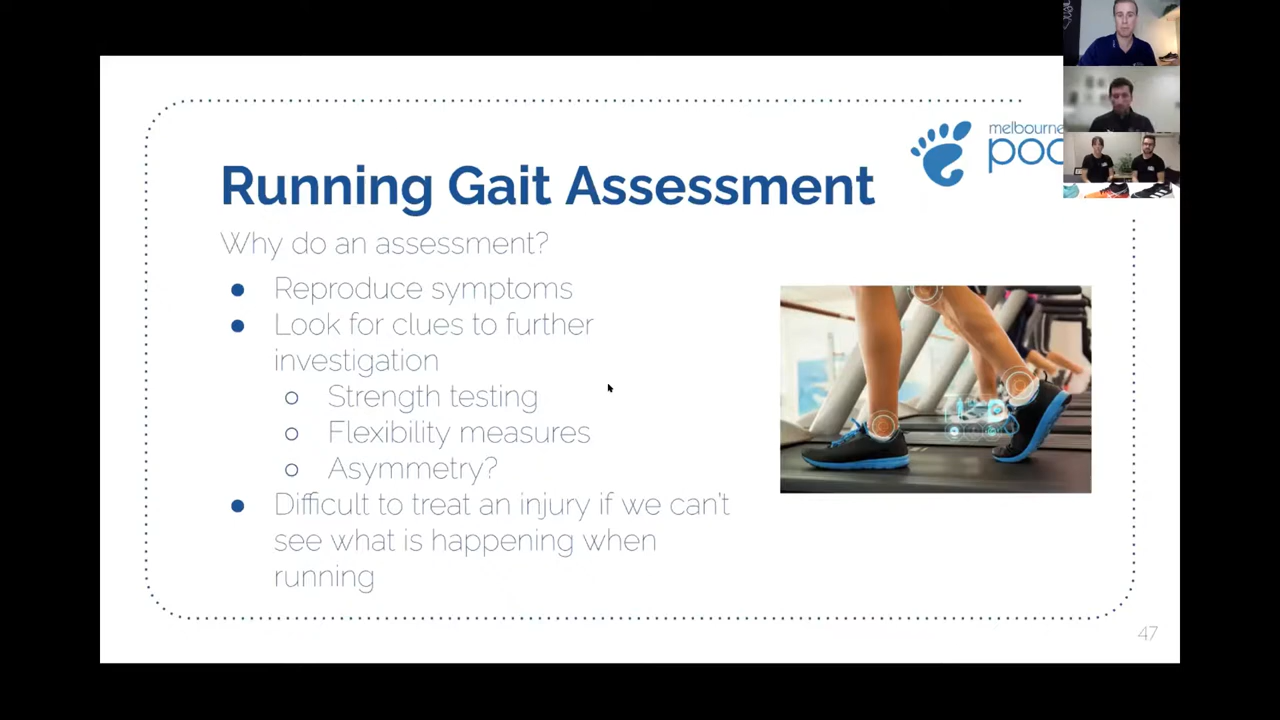 melbourne
Running Gait Assessment
Why do an assessment?
● Reproduce symptoms
● Look for clues to further
investigation
○ Strength testing
○ Flexibility measures
○ Asymmetry?
● Difficult to treat an injury if we can't
see what is happening when
running
47